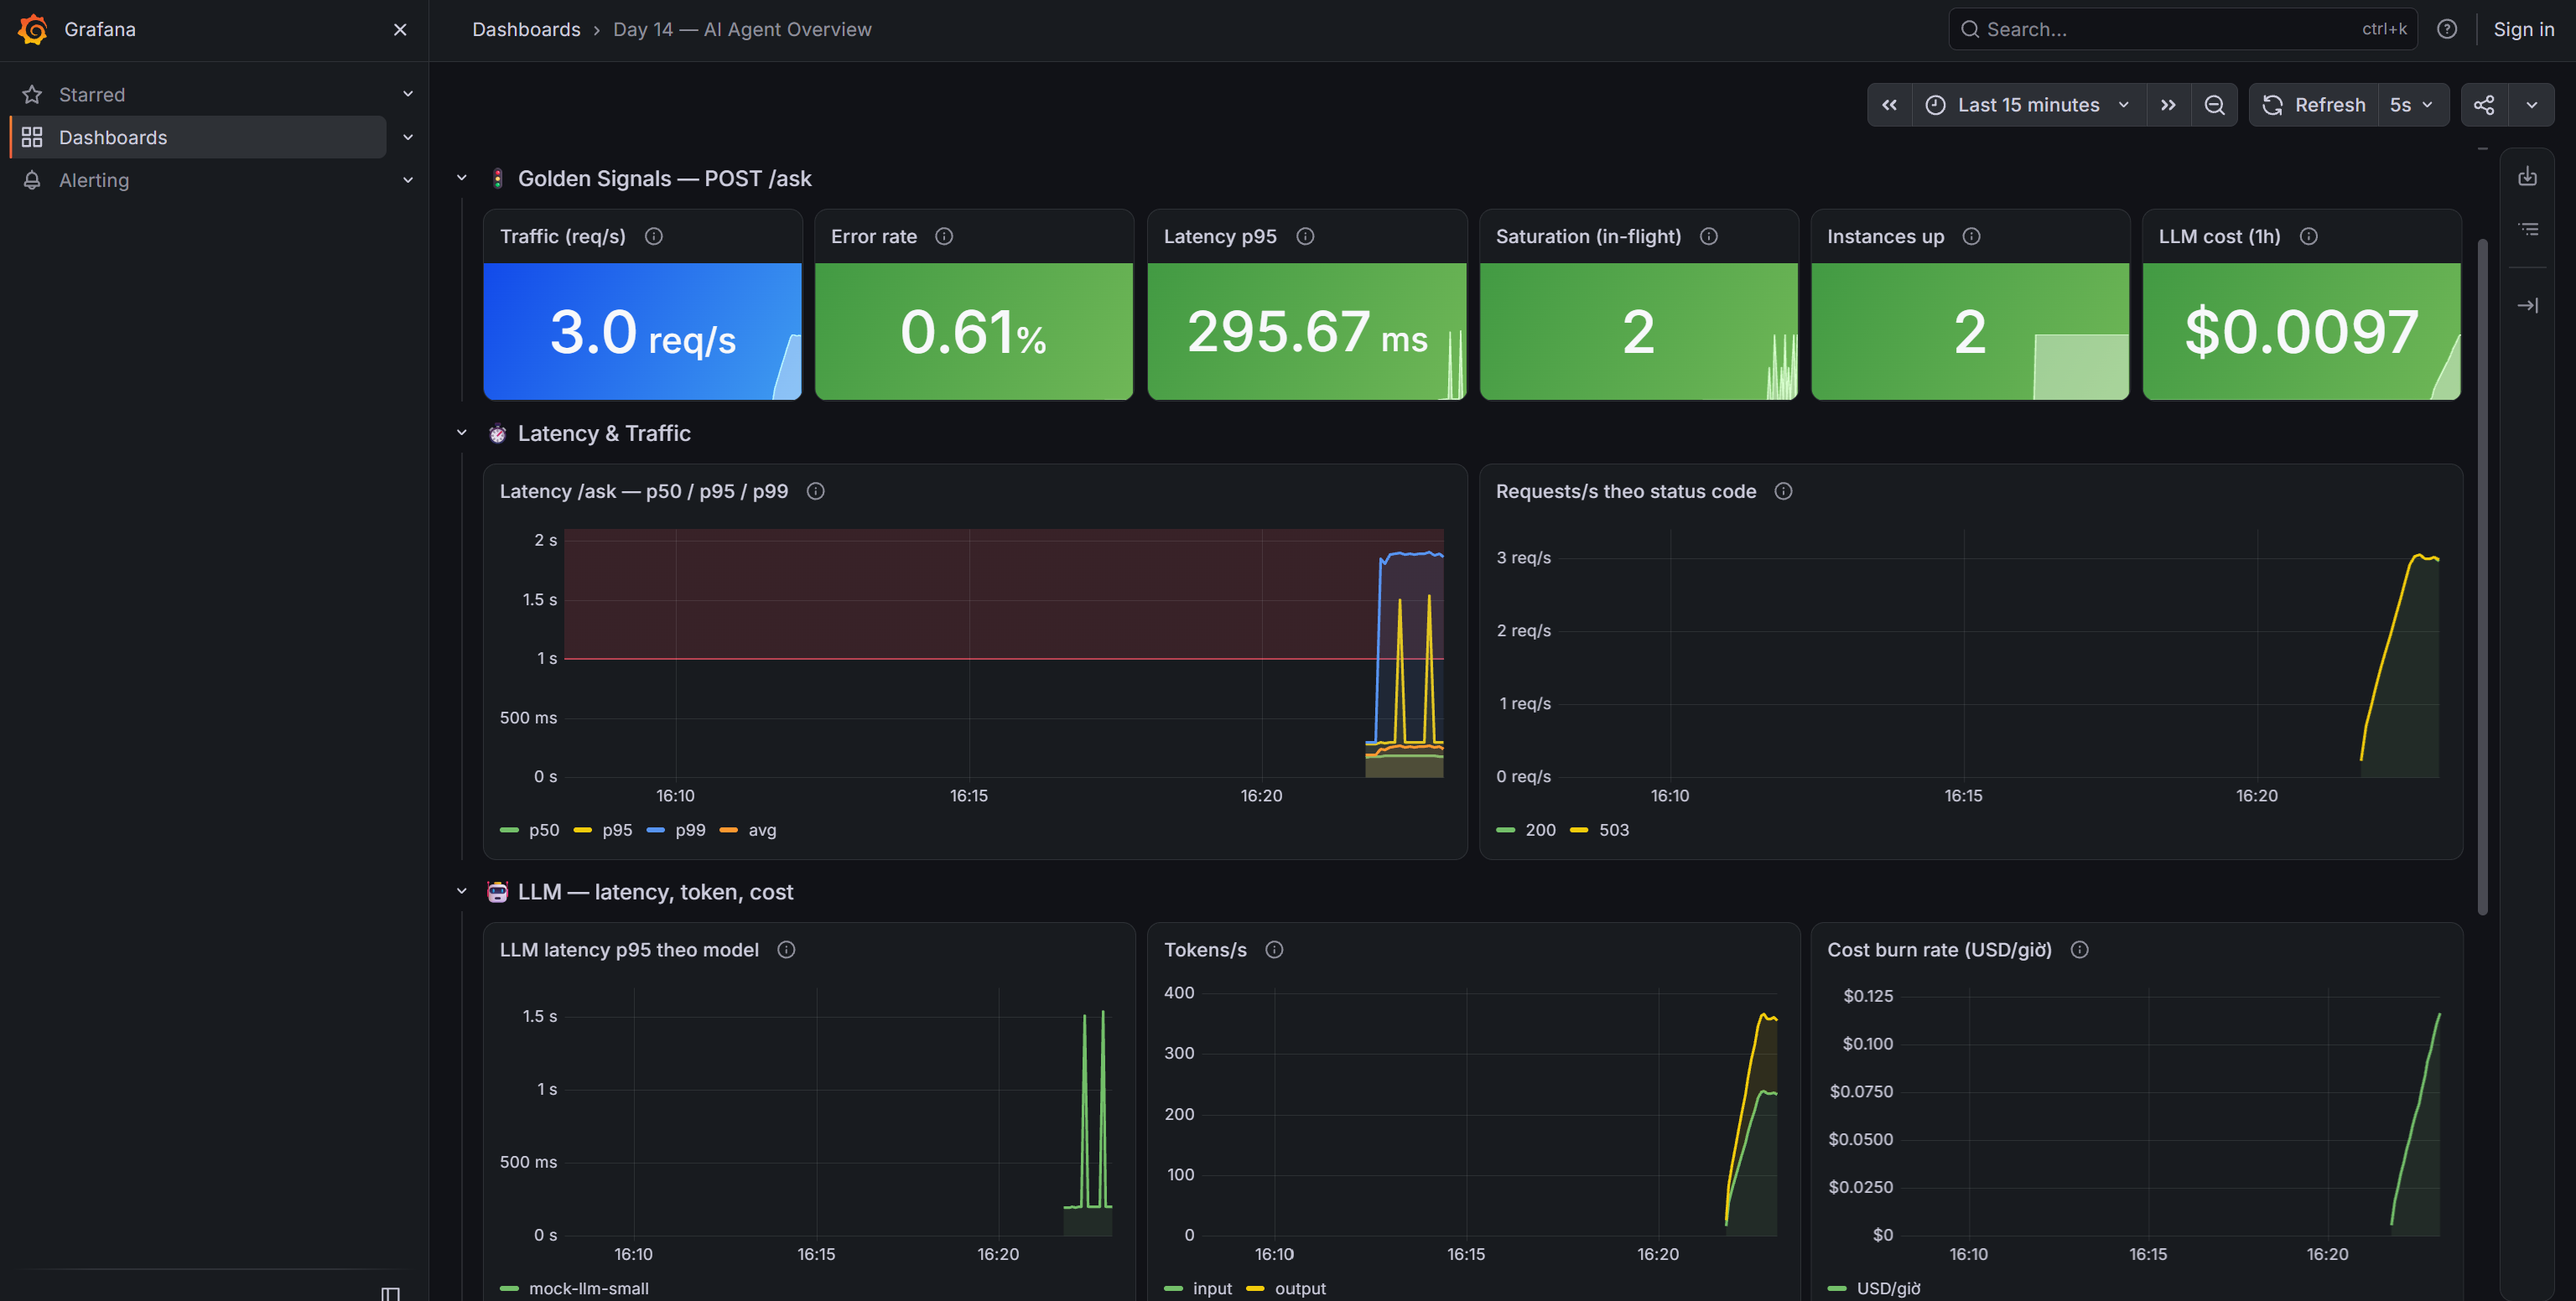 Grafana
Dashboards › Day 14 — AI Agent Overview
Search...
ctrl+k
Sign in
Starred
Dashboards
Alerting
Last 15 minutes
Refresh
5s
Golden Signals — POST /ask
Traffic (req/s)
3.0 req/s
Error rate
0.61%
Latency p95
295.67 ms
Saturation (in-flight)
2
Instances up
2
LLM cost (1h)
$0.0097
Latency & Traffic
Latency /ask — p50 / p95 / p99
2 s
1.5 s
1 s
500 ms
0 s
16:10
16:15
16:20
p50
p95
p99
avg
Requests/s theo status code
3 req/s
2 req/s
1 req/s
0 req/s
16:10
16:15
16:20
200
503
LLM — latency, token, cost
LLM latency p95 theo model
1.5 s
1 s
500 ms
0 s
16:10
16:15
16:20
mock-llm-small
Tokens/s
400
300
200
100
0
16:10
16:15
16:20
input
output
Cost burn rate (USD/giờ)
$0.125
$0.100
$0.0750
$0.0500
$0.0250
$0
16:10
16:15
16:20
USD/giờ